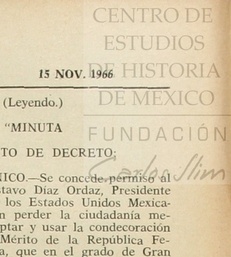 CENTRO DE
ESTUDIOS
DE HISTORIA
DE MEXICO
FUNDACIÓN
Carlos Slim
15 NOV. 1966
(Leyendo.)
"MINUTA
TO DE DECRETO:
NICO.—Se concede permiso al
stavo Díaz Ordaz, Presidente
los Estados Unidos Mexica-
n perder la ciudadanía me-
ptar y usar la condecoración
Mérito de la República Fe-
a, que en el grado de Gran